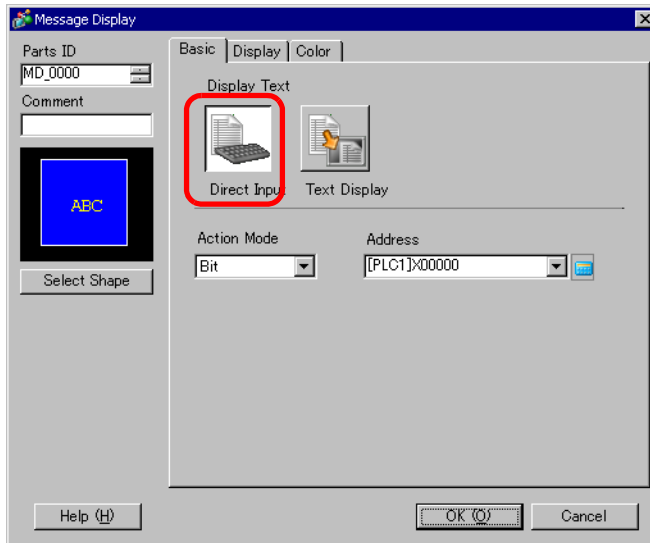 Message Display
Parts ID
MD_0000
Comment
ABC
Select Shape
Basic Display Color
Display Text
Direct Input Text Display
Action Mode Address
Bit [PLC1]X00000
Help (H) OK (O) Cancel